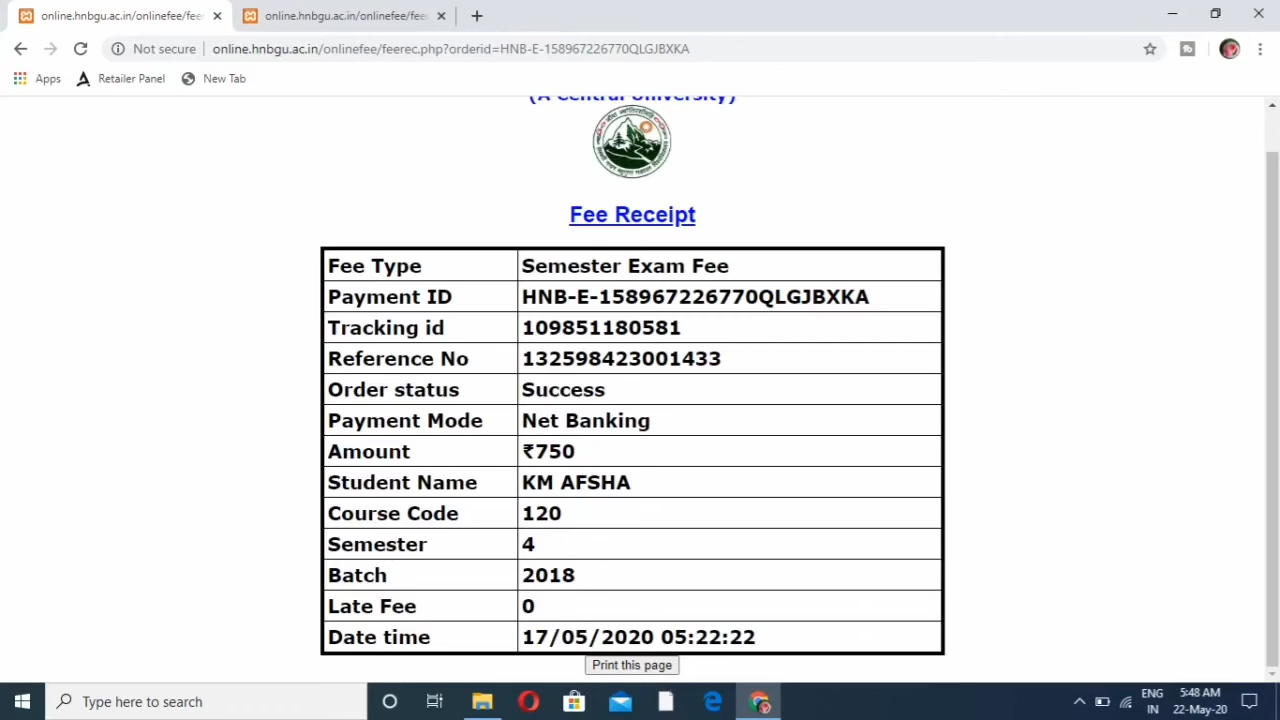 online.hnbgu.ac.in/onlinefee/fee
online.hnbgu.ac.in/onlinefee/fee
Not secure
online.hnbgu.ac.in/onlinefee/feerec.php?orderid=HNB-E-158967226770QLGJBXKA
Apps
Retailer Panel
New Tab
(A Central University)
Fee Receipt
Fee Type Semester Exam Fee
Payment ID HNB-E-158967226770QLGJBXKA
Tracking id 109851180581
Reference No 132598423001433
Order status Success
Payment Mode Net Banking
Amount ₹750
Student Name KM AFSHA
Course Code 120
Semester 4
Batch 2018
Late Fee 0
Date time 17/05/2020 05:22:22
Print this page
Type here to search
ENG 5:48 AM
IN 22-May-20